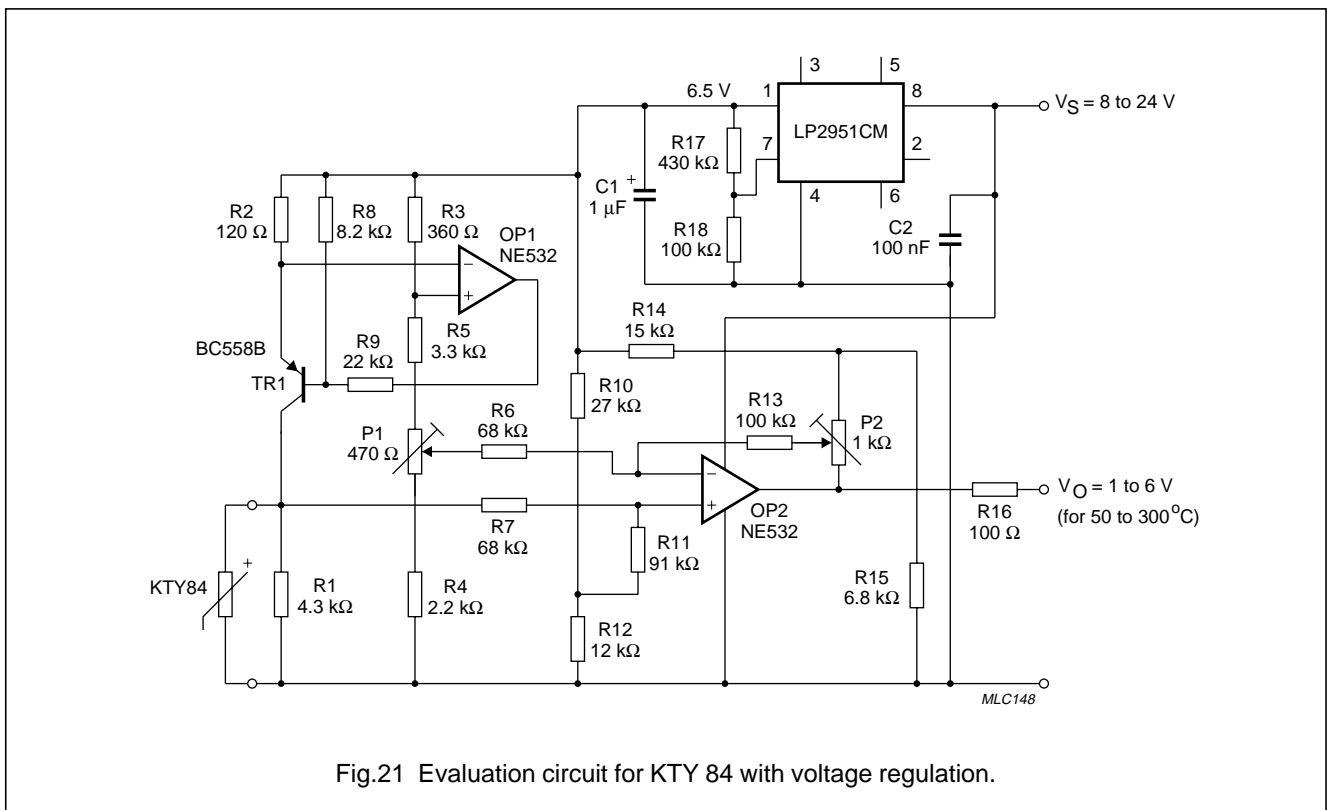 3
5
6.5 V
1
8
VS = 8 to 24 V
LP2951CM
R17
430 kΩ
7
2
C1
+
1 μF
4
6
R18
100 kΩ
C2
100 nF
R2
120 Ω
R8
8.2 kΩ
R3
360 Ω
OP1
NE532
−
+
R14
15 kΩ
BC558B
R9
22 kΩ
R5
3.3 kΩ
TR1
R10
27 kΩ
R13
100 kΩ
P2
1 kΩ
P1
470 Ω
R6
68 kΩ
−
+
OP2
NE532
VO = 1 to 6 V
(for 50 to 300 °C)
R16
100 Ω
R7
68 kΩ
R11
91 kΩ
KTY84
+
R1
4.3 kΩ
R4
2.2 kΩ
R15
6.8 kΩ
R12
12 kΩ
MLC148
Fig.21 Evaluation circuit for KTY 84 with voltage regulation.